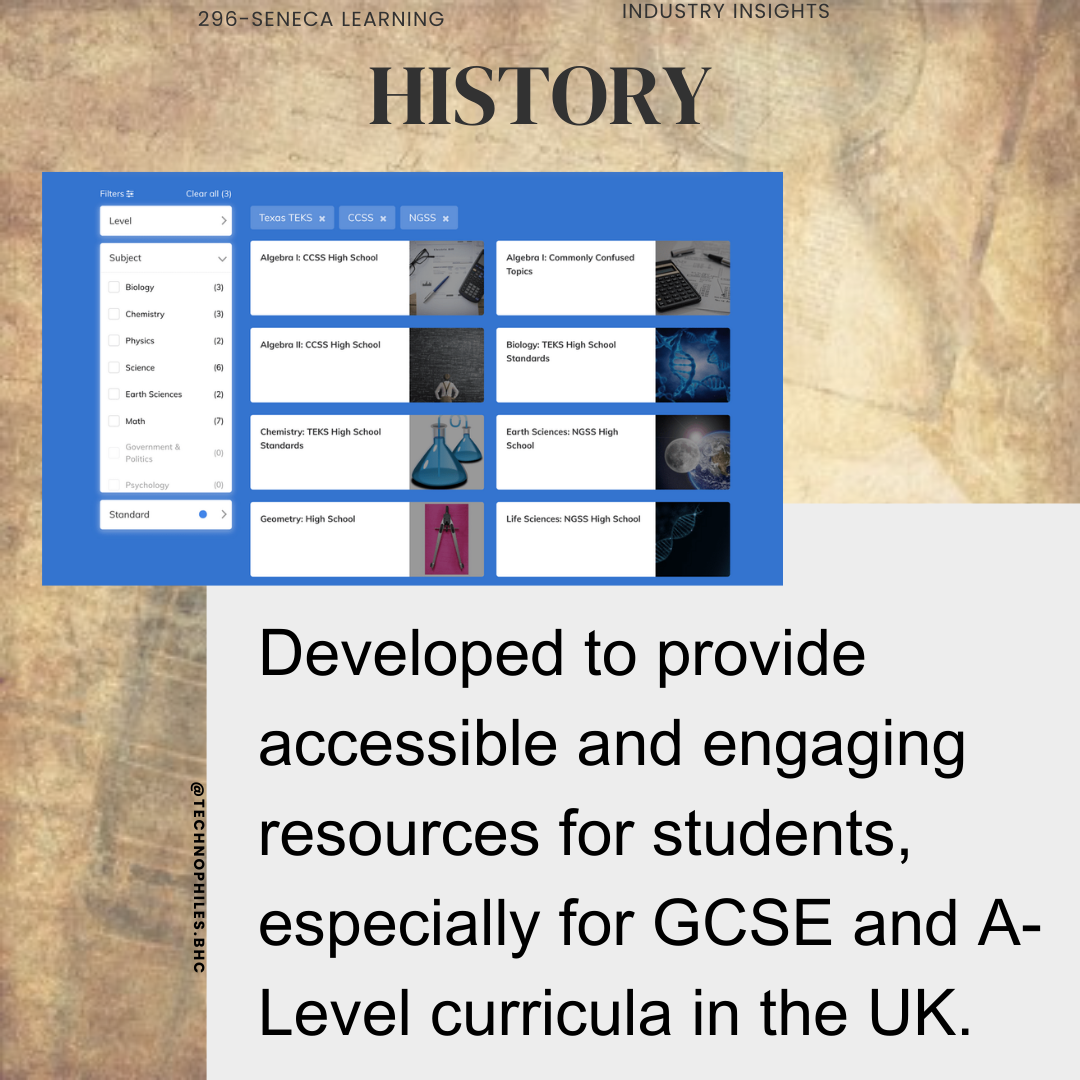 296-SENECA LEARNING
INDUSTRY INSIGHTS
HISTORY
Filters
Clear all (3)
Level
Subject
Biology (3)
Chemistry (3)
Physics (2)
Science (6)
Earth Sciences (2)
Math (7)
Government &
Politics (0)
Psychology (0)
Standard
Texas TEKS × CCSS × NGSS ×
Algebra I: CCSS High School
Algebra I: Commonly Confused
Topics
Algebra II: CCSS High School
Biology: TEKS High School
Standards
Chemistry: TEKS High School
Standards
Earth Sciences: NGSS High
School
Geometry: High School
Life Sciences: NGSS High School
Developed to provide
accessible and engaging
resources for students,
especially for GCSE and A-
Level curricula in the UK.
@TECHNOPHILES.BHC